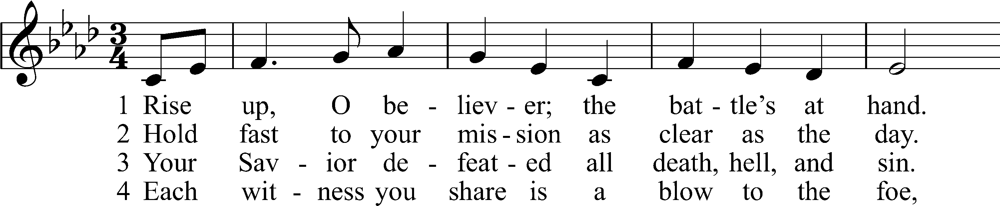 3
4
1 Rise up, O be - liev - er; the bat - tle’s at hand.
2 Hold fast to your mis - sion as clear as the day.
3 Your Sav - ior de - feat - ed all death, hell, and sin.
4 Each wit - ness you share is a blow to the foe,